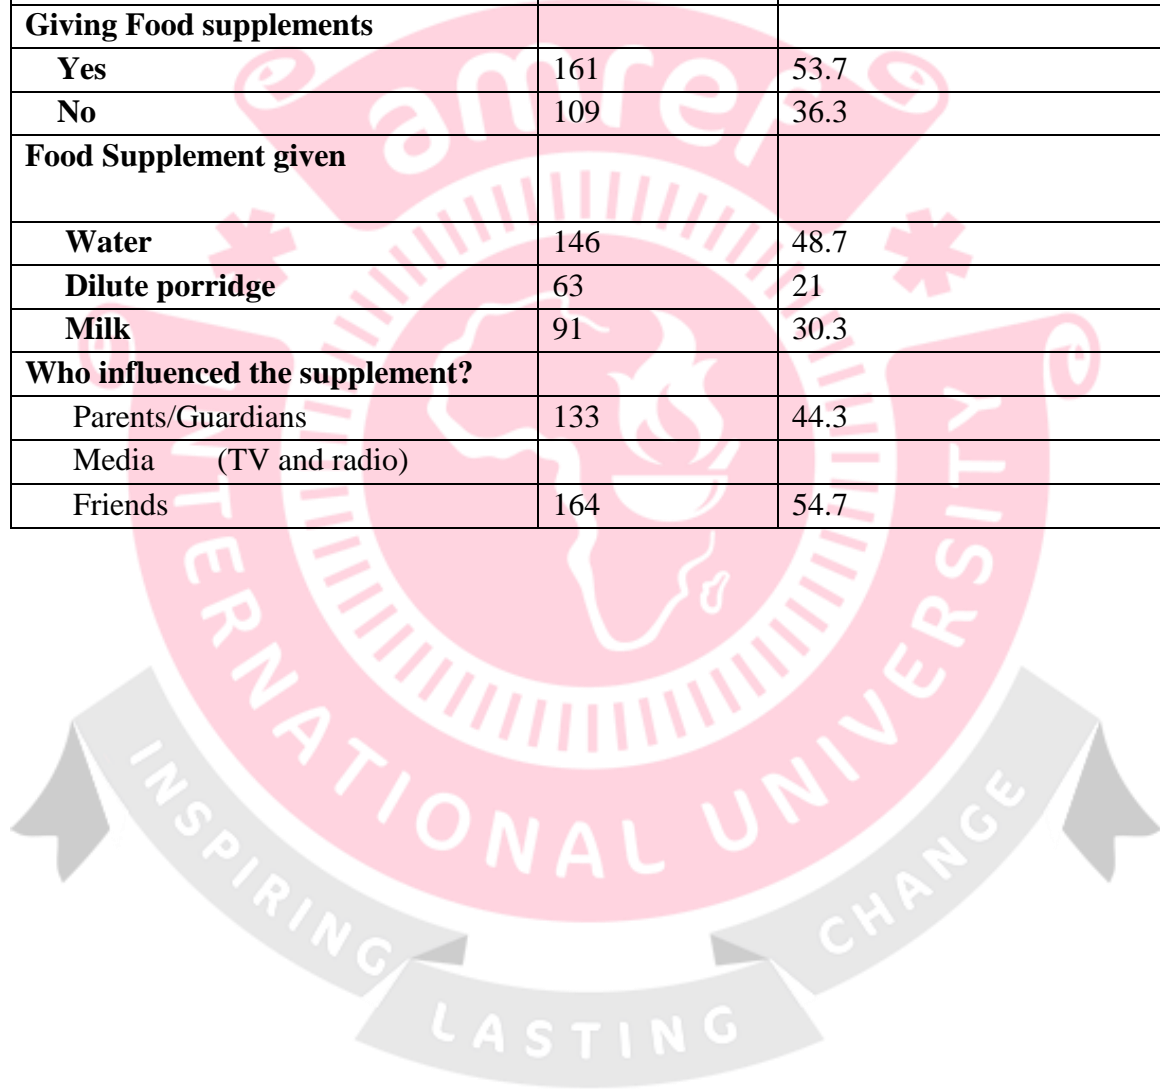 Giving Food supplements
Yes 161 53.7
No 109 36.3
Food Supplement given
Water 146 48.7
Dilute porridge 63 21
Milk 91 30.3
Who influenced the supplement?
Parents/Guardians 133 44.3
Media (TV and radio)
Friends 164 54.7
amref
INTERNATIONAL UNIVERSITY
INSPIRING LASTING CHANGE